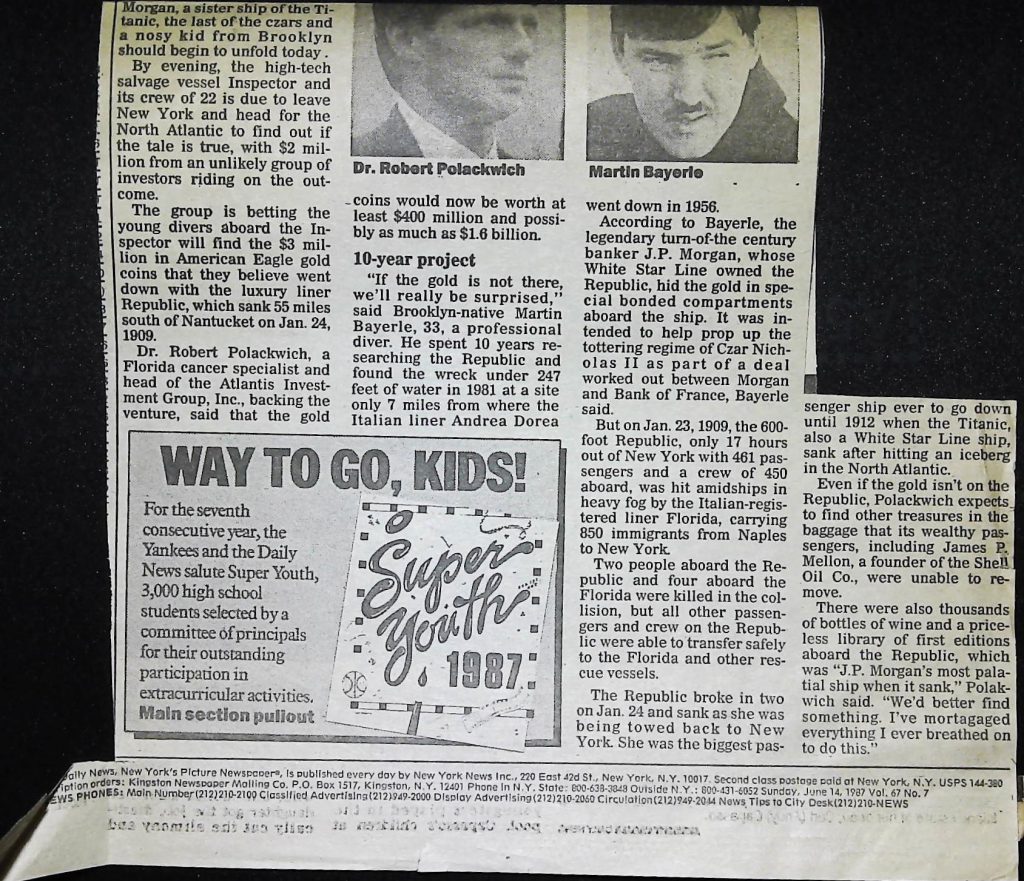 Morgan, a sister ship of the Ti-
tanic, the last of the czars and
a nosy kid from Brooklyn
should begin to unfold today.
By evening, the high-tech
salvage vessel Inspector and
its crew of 22 is due to leave
New York and head for the
North Atlantic to find out if
the tale is true, with $2 mil-
lion from an unlikely group of
investors riding on the out-
come.
The group is betting the
young divers aboard the In-
spector will find the $3 mil-
lion in American Eagle gold
coins that they believe went
down with the luxury liner
Republic, which sank 55 miles
south of Nantucket on Jan. 24,
1909.
Dr. Robert Polackwich, a
Florida cancer specialist and
head of the Atlantis Invest-
ment Group, Inc., backing the
venture, said that the gold
Dr. Robert Polackwich
coins would now be worth at
least $400 million and possi-
bly as much as $1.6 billion.
10-year project
"If the gold is not there,
we'll really be surprised,"
said Brooklyn-native Martin
Bayerle, 33, a professional
diver. He spent 10 years re-
searching the Republic and
found the wreck under 247
feet of water in 1981 at a site
only 7 miles from where the
Italian liner Andrea Dorea
Martin Bayerle
went down in 1956.
According to Bayerle, the
legendary turn-of-the century
banker J.P. Morgan, whose
White Star Line owned the
Republic, hid the gold in spe-
cial bonded compartments
aboard the ship. It was in-
tended to help prop up the
tottering regime of Czar Nich-
olas II as part of a deal
worked out between Morgan
and Bank of France, Bayerle
said.
But on Jan. 23, 1909, the 600-
foot Republic, only 17 hours
out of New York with 461 pas-
sengers and a crew of 450
aboard, was hit amidships in
heavy fog by the Italian-regis-
tered liner Florida, carrying
850 immigrants from Naples
to New York.
Two people aboard the Re-
public and four aboard the
Florida were killed in the col-
lision, but all other passen-
gers and crew on the Repub-
lic were able to transfer safely
to the Florida and other res-
cue vessels.
The Republic broke in two
on Jan. 24 and sank as she was
being towed back to New
York. She was the biggest pas-
senger ship ever to go down
until 1912 when the Titanic,
also a White Star Line ship,
sank after hitting an iceberg
in the North Atlantic.
Even if the gold isn't on the
Republic, Polackwich expects
to find other treasures in the
baggage that its wealthy pas-
sengers, including James P.
Mellon, a founder of the Shell
Oil Co., were unable to re-
move.
There were also thousands
of bottles of wine and a price-
less library of first editions
aboard the Republic, which
was "J.P. Morgan's most pala-
tial ship when it sank," Polak-
wich said. "We'd better find
something. I've mortagaged
everything I ever breathed on
to do this."
WAY TO GO, KIDS!
For the seventh
consecutive year, the
Yankees and the Daily
News salute Super Youth,
3,000 high school
students selected by a
committee of principals
for their outstanding
participation in
extracurricular activities.
Main section pullout
Super
Youth
1987
Daily News, New York's Picture Newspaper®, is published every day by New York News Inc., 220 East 42d St., New York, N.Y. 10017. Second class postage paid at New York, N.Y. USPS 144-380
orders: Kingston Newspaper Mailing Co. P.O. Box 1517, Kingston, N.Y. 12401 Phone in N.Y. State: 800-638-3848 Outside N.Y.: 800-431-6052 Sunday, June 14, 1987 Vol. 67 No. 7
PHONES: Main Number (212)210-2100 Classified Advertising (212)949-2000 Display Advertising (212)210-2060 Circulation (212)949-2044 News Tips to City Desk (212)210-NEWS